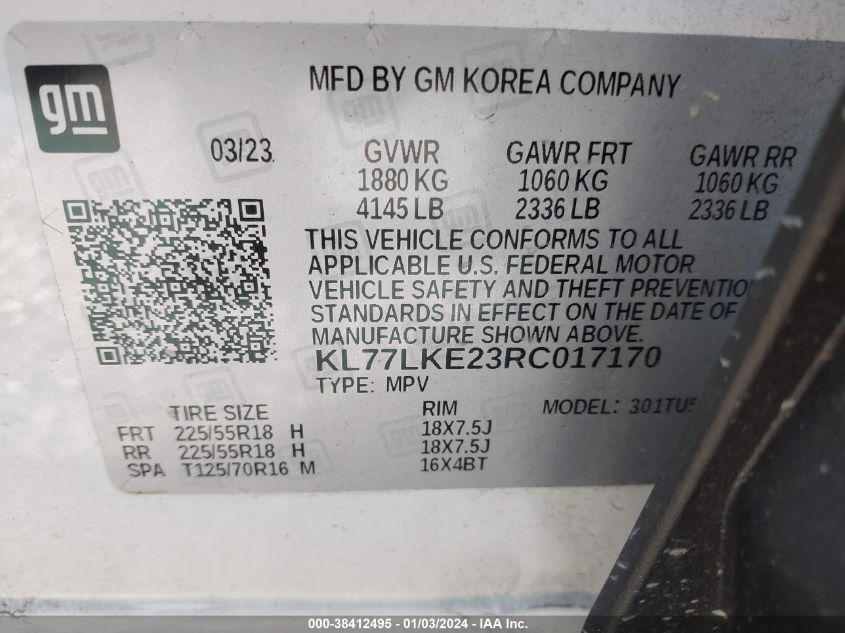 gm
MFD BY GM KOREA COMPANY
03/23 GVWR GAWR FRT GAWR RR
1880 KG 1060 KG 1060 KG
4145 LB 2336 LB 2336 LB
THIS VEHICLE CONFORMS TO ALL
APPLICABLE U.S. FEDERAL MOTOR
VEHICLE SAFETY AND THEFT
STANDARDS IN EFFECT ON THE DATE OF
MANUFACTURE SHOWN ABOVE.
KL77LKE23RC017170
TYPE: MPV
TIRE SIZE RIM MODEL:
FRT 225/55R18 H 18X7.5J
RR 225/55R18 H 18X7.5J
SPA T125/70R16 M 16X4BT
000-38412495 - 01/03/2024 - IAA Inc.